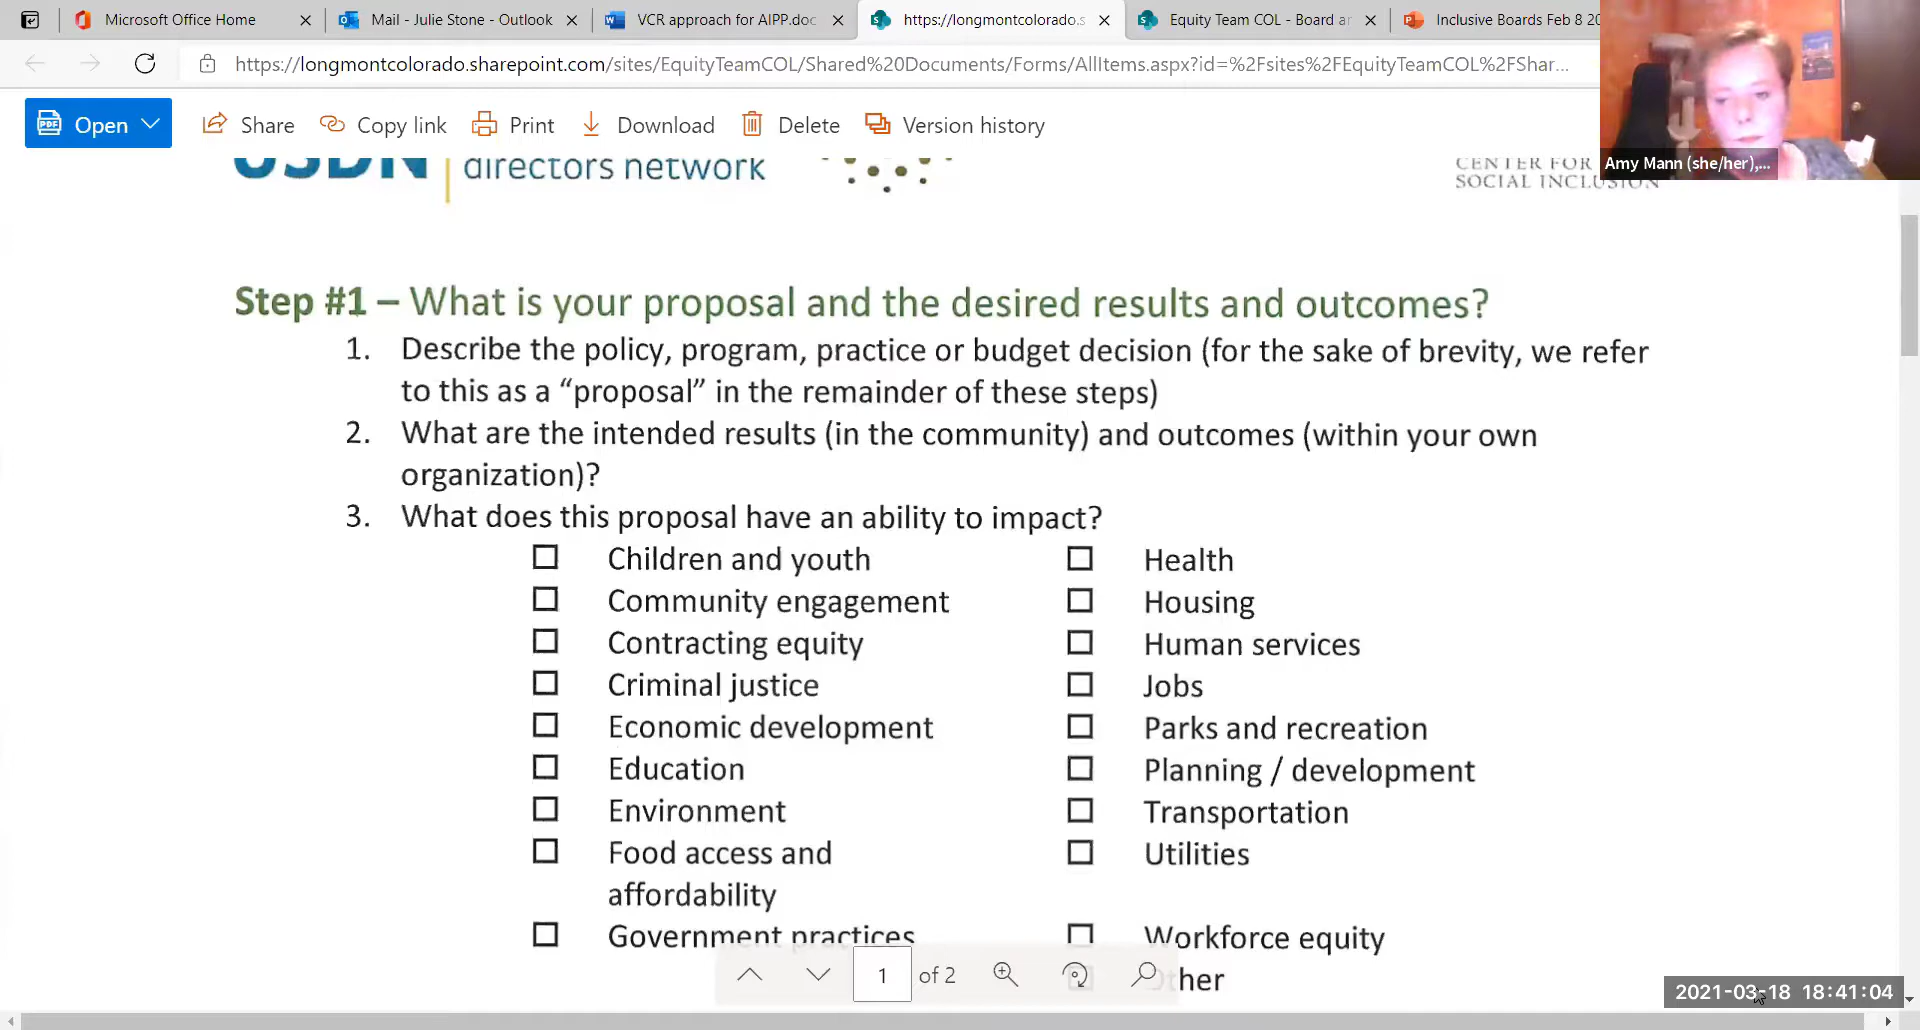 Microsoft Office Home
Mail - Julie Stone - Outlook
VCR approach for AIPP.doc
https://longmontcolorado.s
Equity Team COL - Board ar
Inclusive Boards Feb 8 20
https://longmontcolorado.sharepoint.com/sites/EquityTeamCOL/Shared%20Documents/Forms/AllItems.aspx?id=%2Fsites%2FEquityTeamCOL%2FShar...
Open
Share
Copy link
Print
Download
Delete
Version history
Amy Mann (she/her),...
USDN
directors network
CENTER FOR
SOCIAL INCLUSION
Step #1 – What is your proposal and the desired results and outcomes?
1. Describe the policy, program, practice or budget decision (for the sake of brevity, we refer
to this as a “proposal” in the remainder of these steps)
2. What are the intended results (in the community) and outcomes (within your own
organization)?
3. What does this proposal have an ability to impact?
Children and youth
Community engagement
Contracting equity
Criminal justice
Economic development
Education
Environment
Food access and
affordability
Government practices
Health
Housing
Human services
Jobs
Parks and recreation
Planning / development
Transportation
Utilities
Workforce equity
Other
1 of 2
2021-03-18 18:41:04